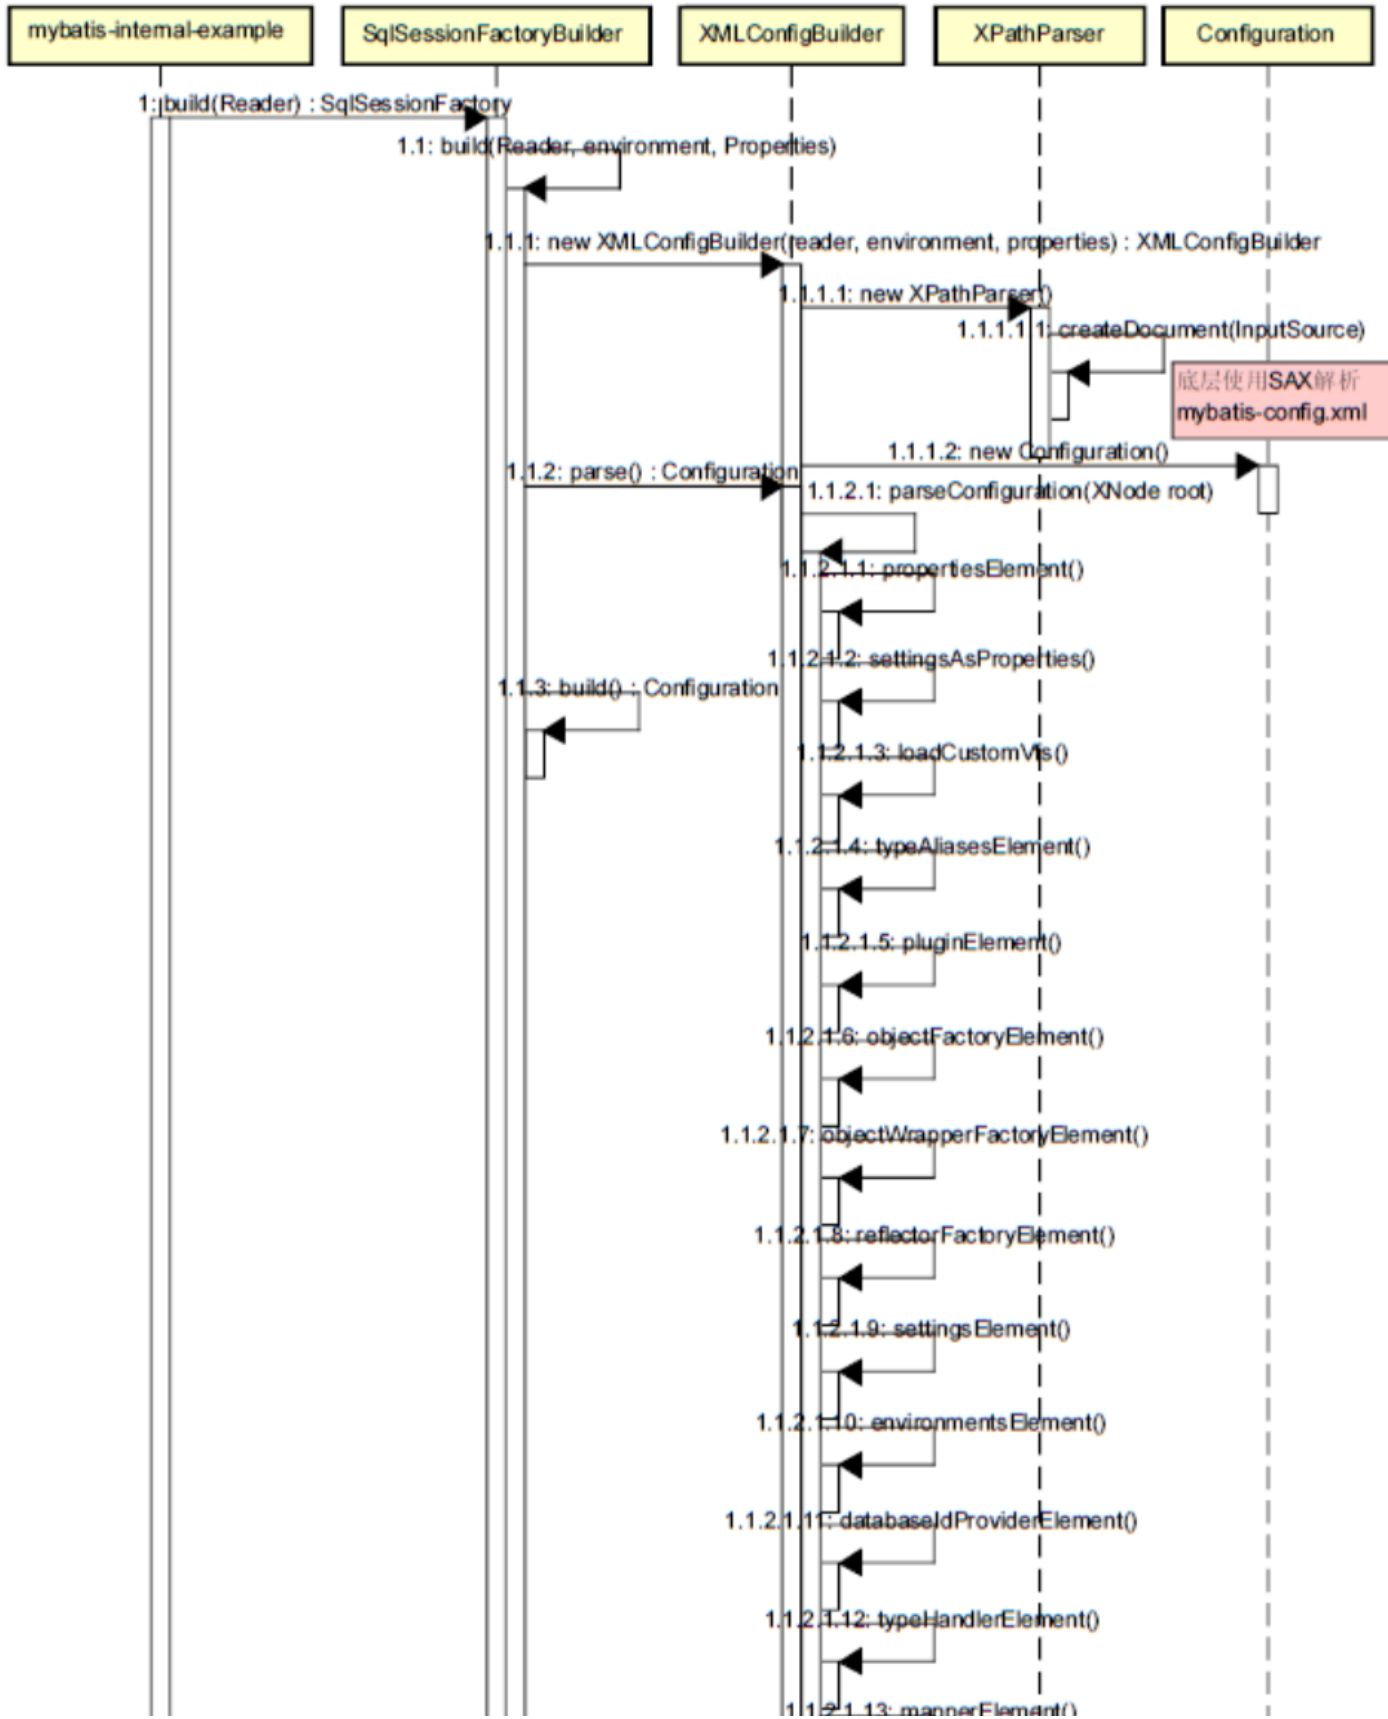 mybatis-internal-example
SqlSessionFactoryBuilder
XMLConfigBuilder
XPathParser
Configuration
1: build(Reader) : SqlSessionFactory
1.1: build(Reader, environment, Properties)
1.1.1: new XMLConfigBuilder(reader, environment, properties) : XMLConfigBuilder
1.1.1.1: new XPathParser()
1.1.1.1.1: createDocument(InputSource)
底层使用SAX解析
mybatis-config.xml
1.1.1.2: new Configuration()
1.1.2: parse() : Configuration
1.1.2.1: parseConfiguration(XNode root)
1.1.2.1.1: propertiesElement()
1.1.2.1.2: settingsAsProperties()
1.1.3: build() : Configuration
1.1.2.1.3: loadCustomVfs()
1.1.2.1.4: typeAliasesElement()
1.1.2.1.5: pluginElement()
1.1.2.1.6: objectFactoryElement()
1.1.2.1.7: objectWrapperFactoryElement()
1.1.2.1.8: reflectorFactoryElement()
1.1.2.1.9: settingsElement()
1.1.2.1.10: environmentsElement()
1.1.2.1.11: databaseIdProviderElement()
1.1.2.1.12: typeHandlerElement()
1.1.2.1.13: mapperElement()